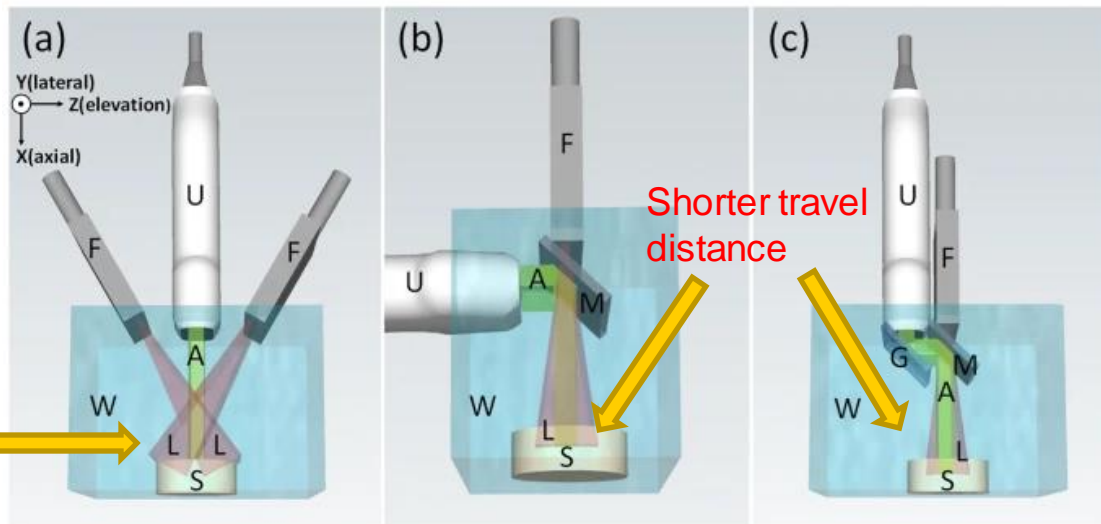 (a)
Y(lateral)
Z(elevation)
X(axial)
U
F
F
A
W
L
L
S
(b)
F
U
A
M
W
L
S
Shorter travel
distance
(c)
U
F
G
M
A
W
L
S